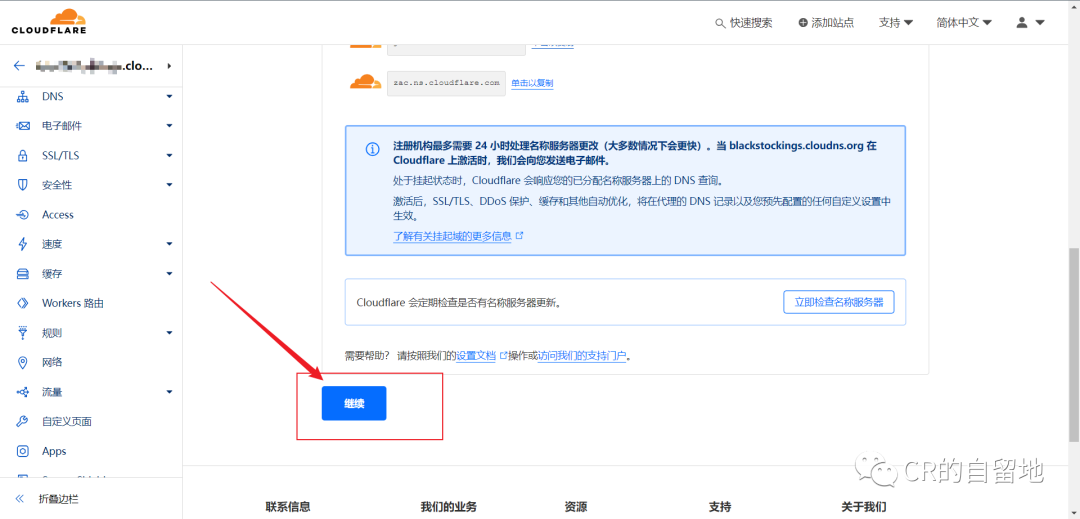 CLOUDFLARE
快速搜索
添加站点
支持
简体中文
.clo...
DNS
电子邮件
SSL/TLS
安全性
Access
速度
缓存
Workers 路由
规则
网络
流量
自定义页面
Apps
折叠边栏
zac.ns.cloudflare.com
单击以复制
注册机构最多需要 24 小时处理名称服务器更改（大多数情况下会更快）。当 blackstockings.cloudns.org 在
Cloudflare 上激活时，我们会向您发送电子邮件。
处于挂起状态时，Cloudflare 会响应您的已分配名称服务器上的 DNS 查询。
激活后，SSL/TLS、DDoS 保护、缓存和其他自动优化，将在代理的 DNS 记录以及您预先配置的任何自定义设置中
生效。
了解有关挂起域的更多信息
Cloudflare 会定期检查是否有名称服务器更新。
立即检查名称服务器
需要帮助？ 请按照我们的设置文档操作或访问我们的支持门户。
继续
CR的自留地
联系信息
我们的业务
资源
支持
关于我们